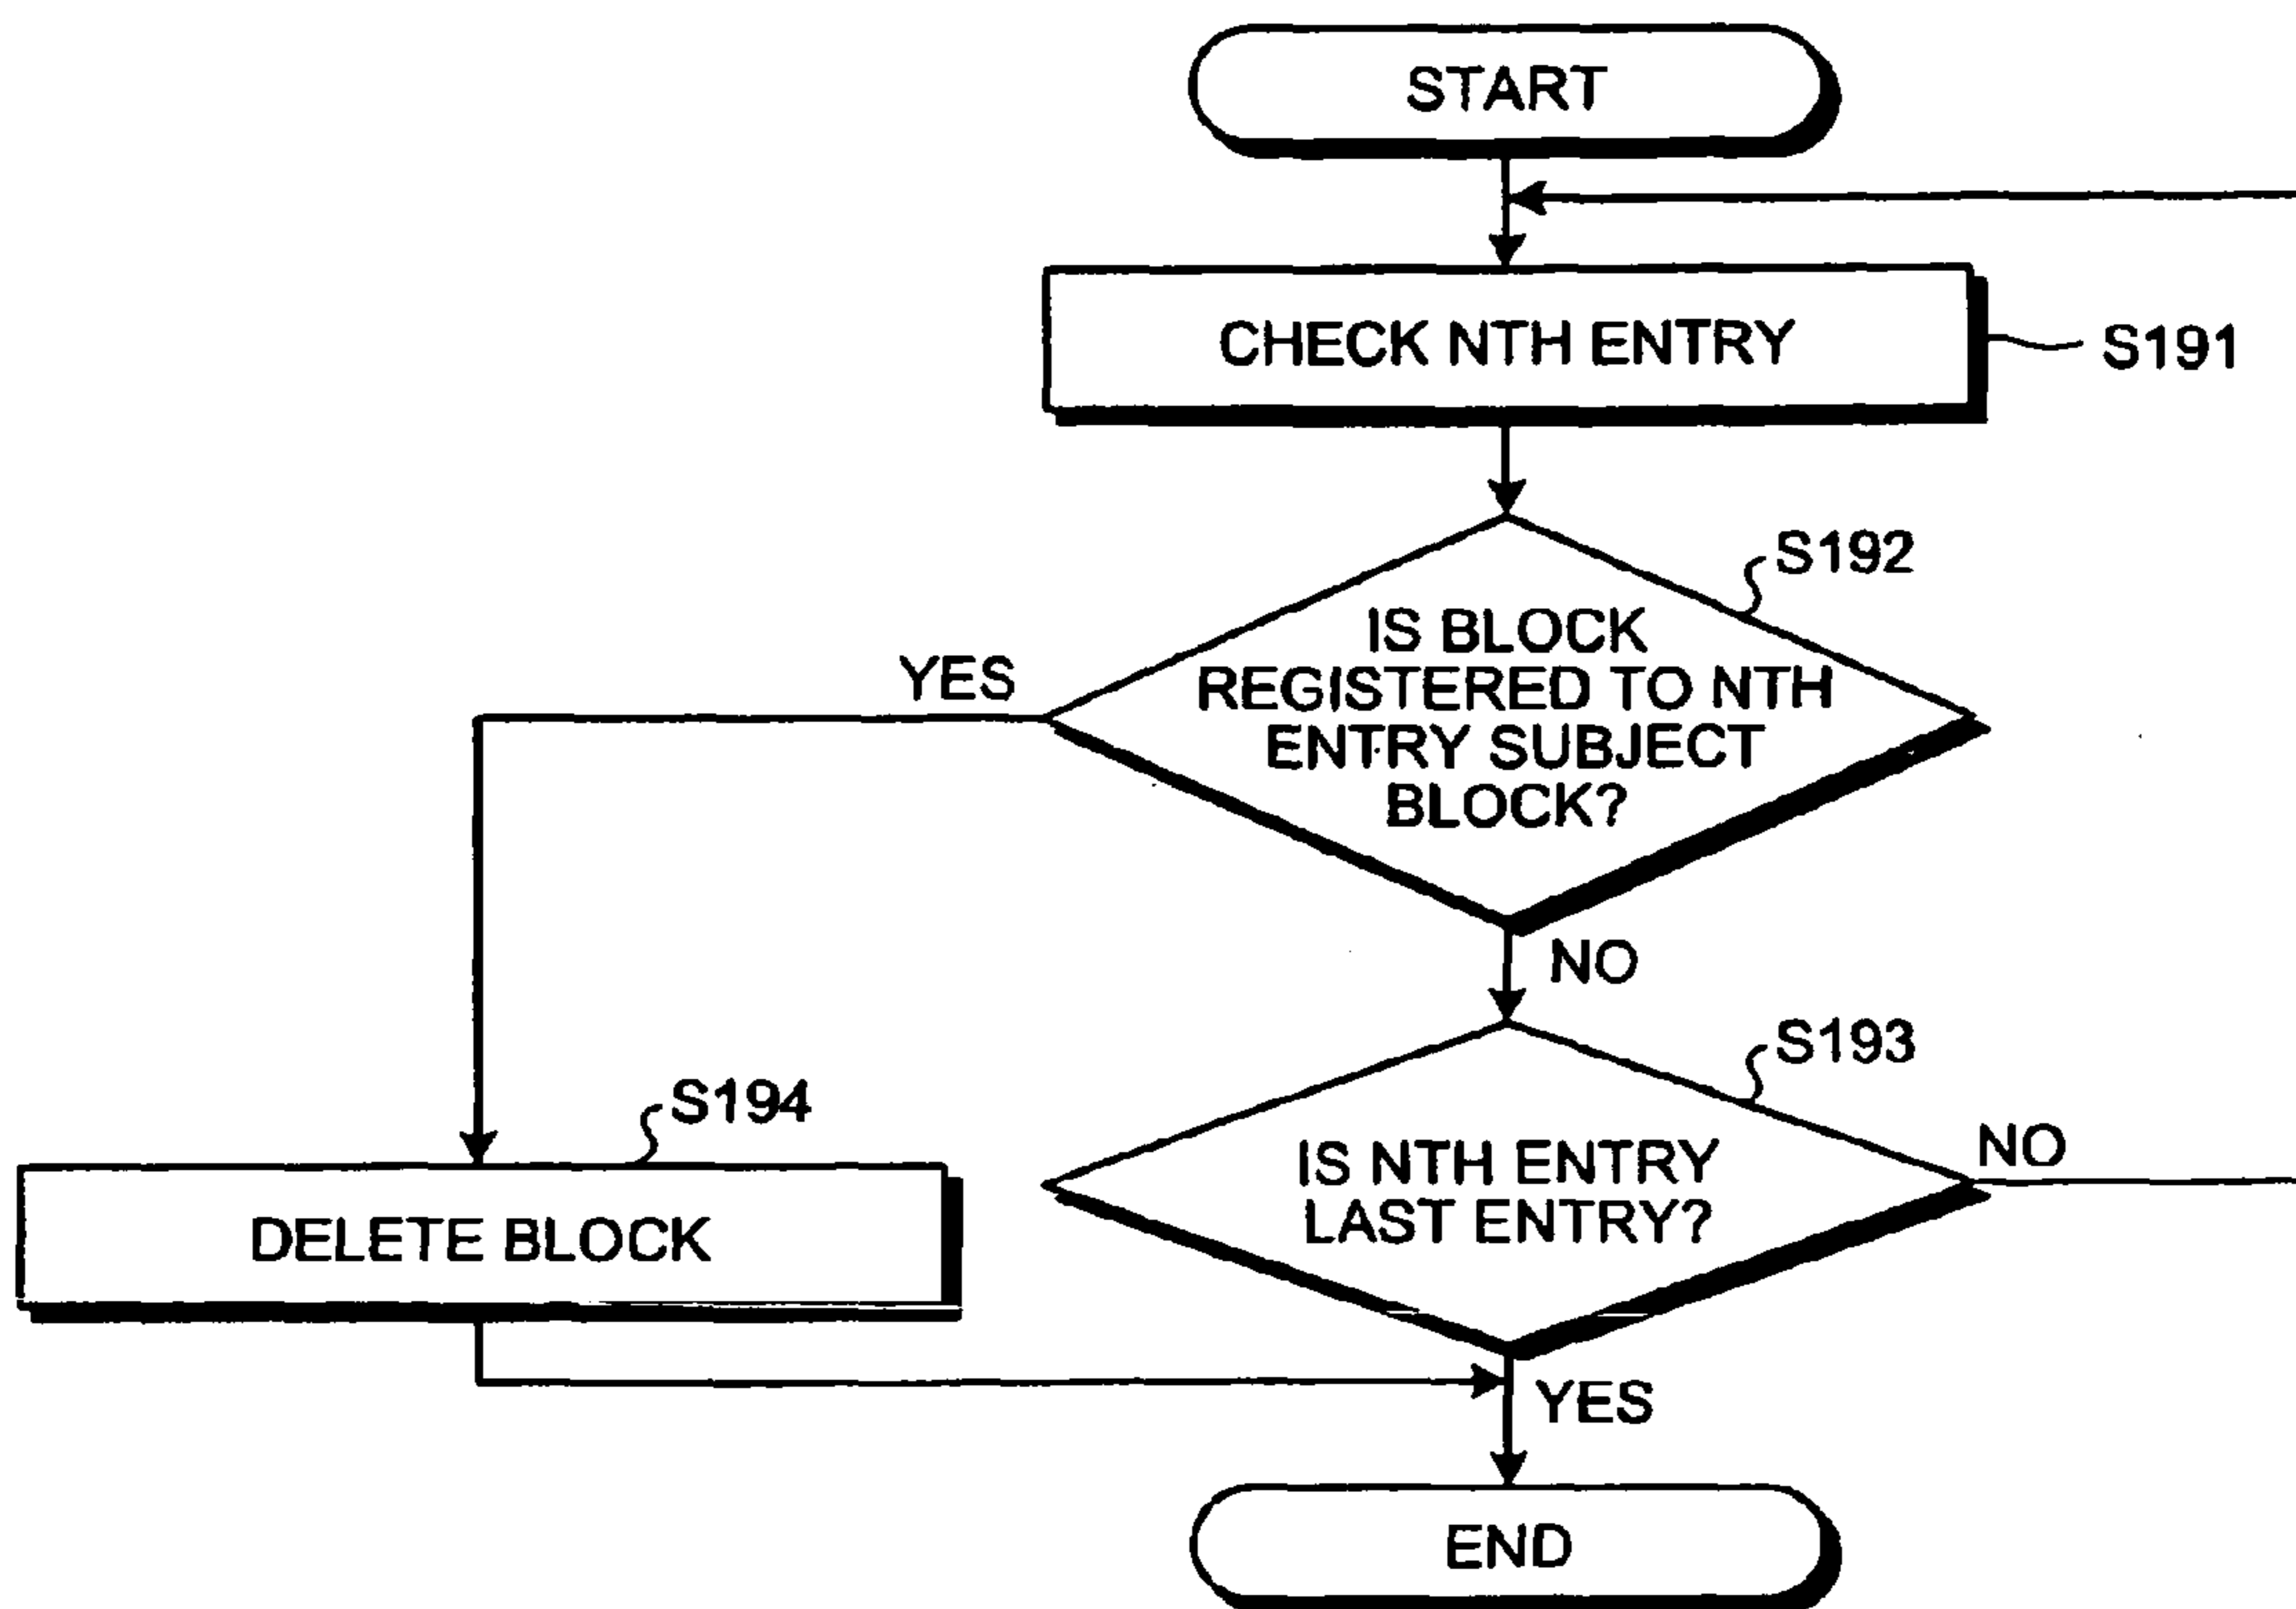 START
CHECK NTH ENTRY
S191
S192
IS BLOCK
REGISTERED TO NTH
ENTRY SUBJECT
BLOCK?
YES
NO
S193
S194
IS NTH ENTRY
LAST ENTRY?
NO
DELETE BLOCK
YES
END